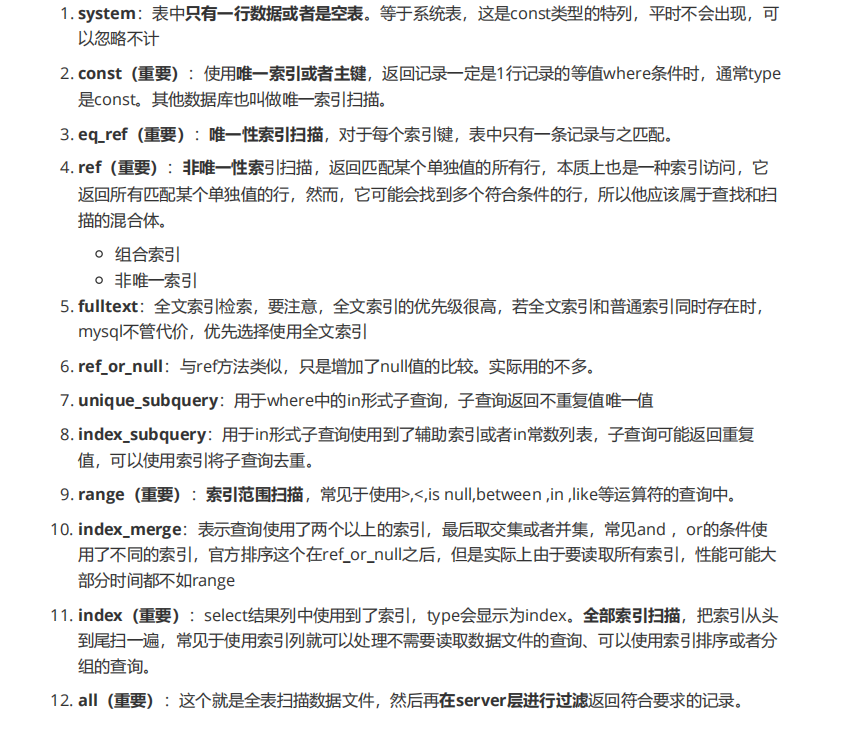 1. system：表中只有一行数据或者是空表。等于系统表，这是const类型的特列，平时不会出现，可
以忽略不计
2. const（重要）：使用唯一索引或者主键，返回记录一定是1行记录的等值where条件时，通常type
是const。其他数据库也叫做唯一索引扫描。
3. eq_ref（重要）：唯一性索引扫描，对于每个索引键，表中只有一条记录与之匹配。
4. ref（重要）：非唯一性索引扫描，返回匹配某个单独值的所有行，本质上也是一种索引访问，它
返回所有匹配某个单独值的行，然而，它可能会找到多个符合条件的行，所以他应该属于查找和扫
描的混合体。
组合索引
非唯一索引
5. fulltext：全文索引检索，要注意，全文索引的优先级很高，若全文索引和普通索引同时存在时，
mysql不管代价，优先选择使用全文索引
6. ref_or_null：与ref方法类似，只是增加了null值的比较。实际用的不多。
7. unique_subquery：用于where中的in形式子查询，子查询返回不重复值唯一值
8. index_subquery：用于in形式子查询使用到了辅助索引或者in常数列表，子查询可能返回重复
值，可以使用索引将子查询去重。
9. range（重要）：索引范围扫描，常见于使用>,<,is null,between ,in ,like等运算符的查询中。
10. index_merge：表示查询使用了两个以上的索引，最后取交集或者并集，常见and ，or的条件使
用了不同的索引，官方排序这个在ref_or_null之后，但是实际上由于要读取所有索引，性能可能大
部分时间都不如range
11. index（重要）：select结果列中使用到了索引，type会显示为index。全部索引扫描，把索引从头
到尾扫一遍，常见于使用索引列就可以处理不需要读取数据文件的查询、可以使用索引排序或者分
组的查询。
12. all（重要）：这个就是全表扫描数据文件，然后再在server层进行过滤返回符合要求的记录。